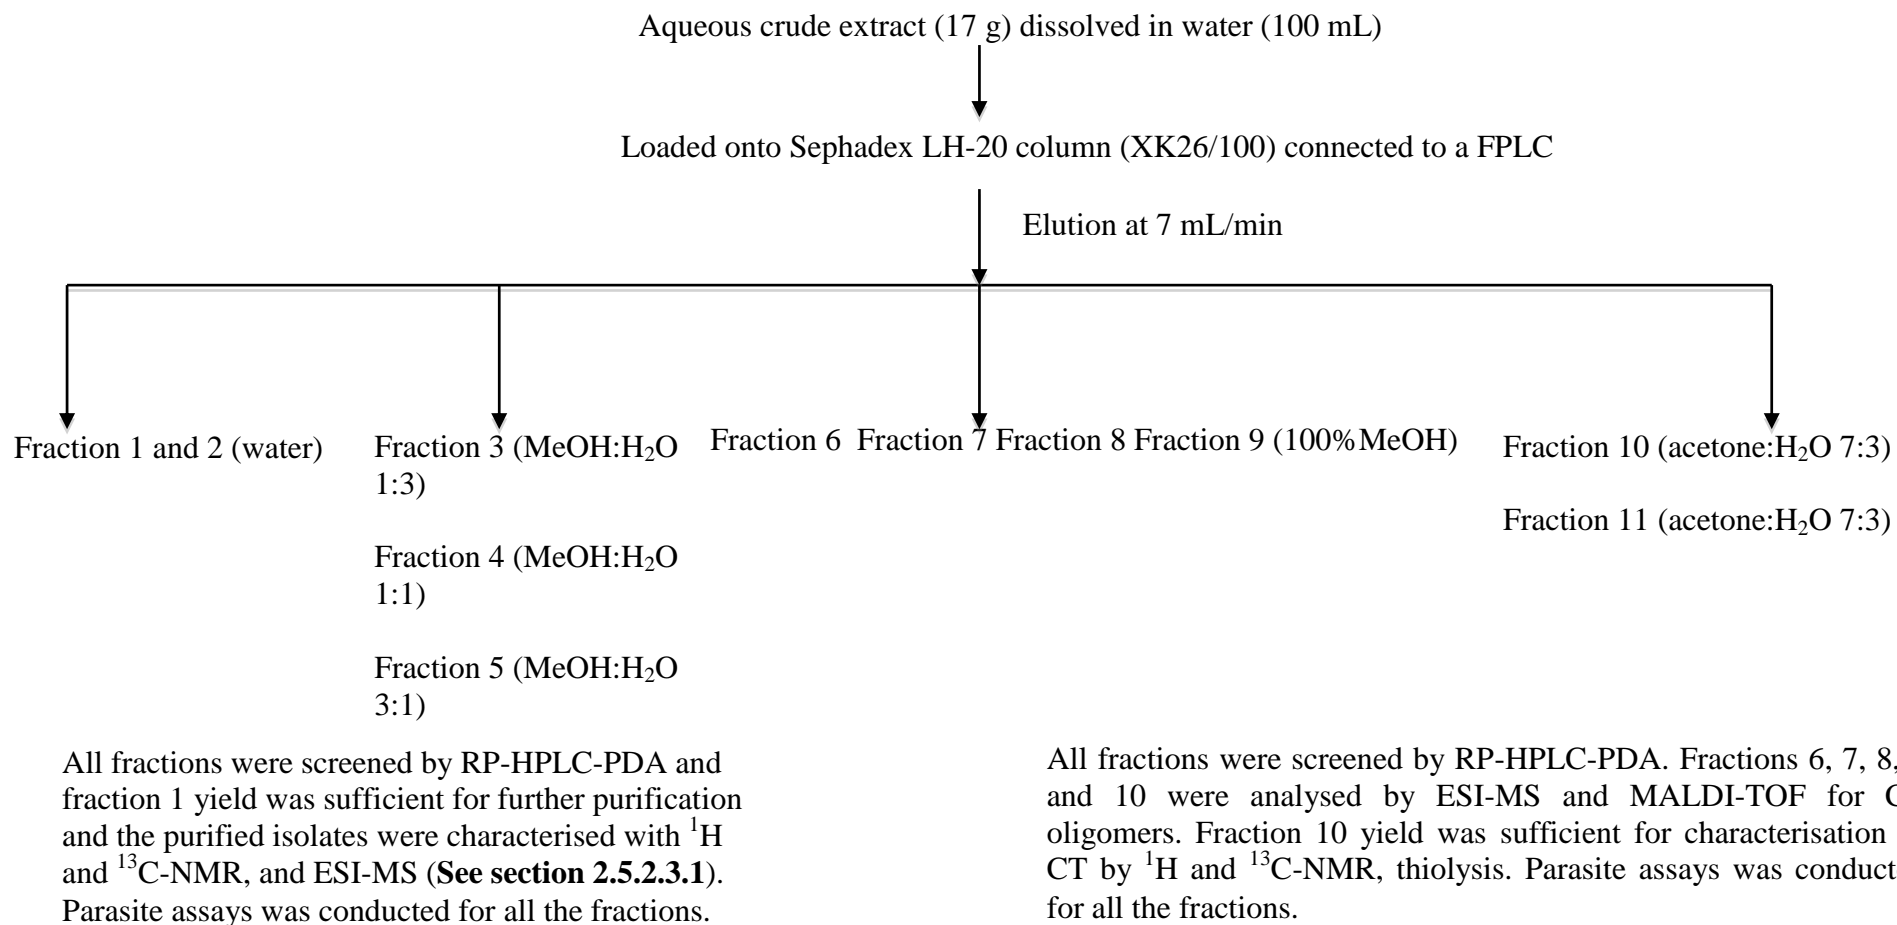 Aqueous crude extract (17 g) dissolved in water (100 mL)
Loaded onto Sephadex LH-20 column (XK26/100) connected to a FPLC
Elution at 7 mL/min
Fraction 1 and 2 (water)
Fraction 3 (MeOH:H₂O
1:3)
Fraction 4 (MeOH:H₂O
1:1)
Fraction 5 (MeOH:H₂O
3:1)
Fraction 6 Fraction 7 Fraction 8 Fraction 9 (100%MeOH)
Fraction 10 (acetone:H₂O 7:3)
Fraction 11 (acetone:H₂O 7:3)
All fractions were screened by RP-HPLC-PDA and
fraction 1 yield was sufficient for further purification
and the purified isolates were characterised with ¹H
and ¹³C-NMR, and ESI-MS (See section 2.5.2.3.1).
Parasite assays was conducted for all the fractions.
All fractions were screened by RP-HPLC-PDA. Fractions 6, 7, 8,
and 10 were analysed by ESI-MS and MALDI-TOF for
oligomers. Fraction 10 yield was sufficient for characterisation
CT by ¹H and ¹³C-NMR, thiolysis. Parasite assays was
for all the fractions.